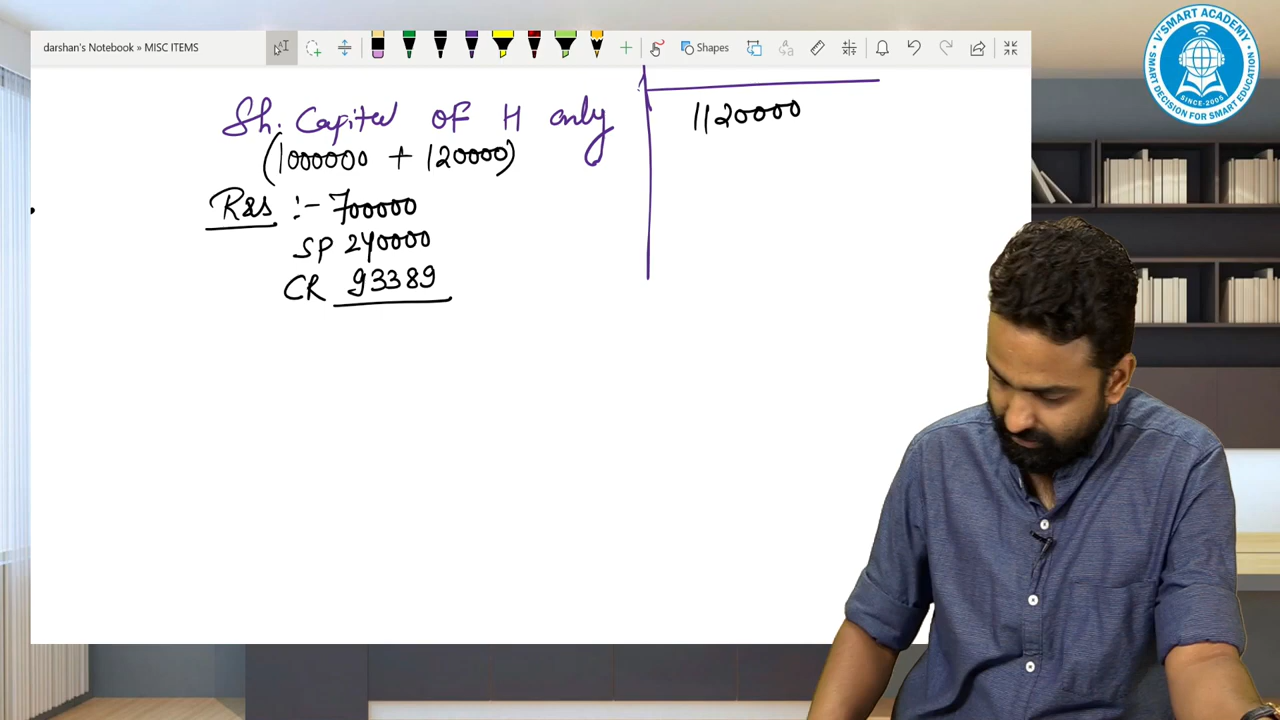 darshan's Notebook » MISC ITEMS
Shapes
V'SMART ACADEMY
SINCE-2005
SMART DECISION FOR SMART EDUCATION
Sh. Capital of H only 1120000
(1000000 + 120000)
R&S :- 700000
SP 240000
CR 93389